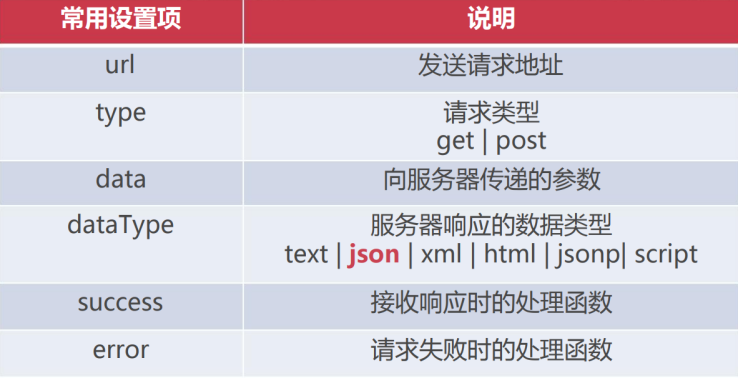 常用设置项 说明
url 发送请求地址
type 请求类型
get | post
data 向服务器传递的参数
dataType 服务器响应的数据类型
text | json | xml | html | jsonp| script
success 接收响应时的处理函数
error 请求失败时的处理函数